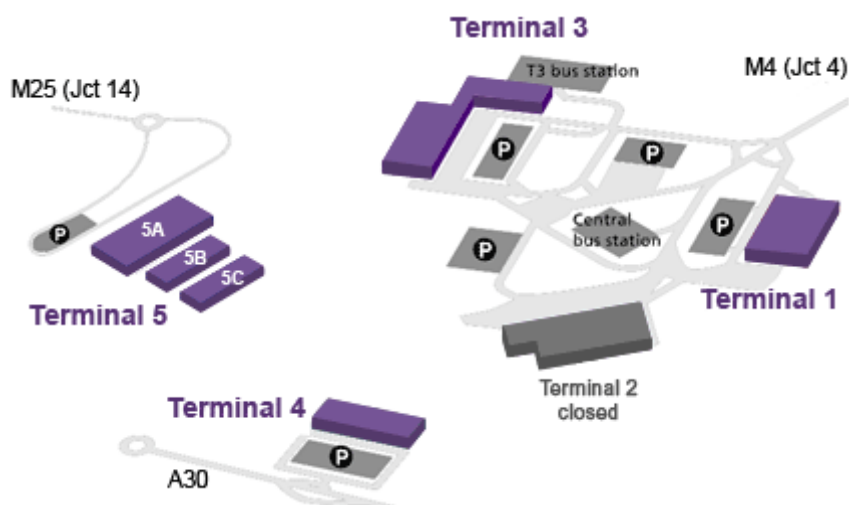 Terminal 3
T3 bus station
M4 (Jct 4)
M25 (Jct 14)
P
P
5A
P
Central
bus station
P
P
5B
P
5C
Terminal 5
Terminal 1
Terminal 2
closed
Terminal 4
P
A30